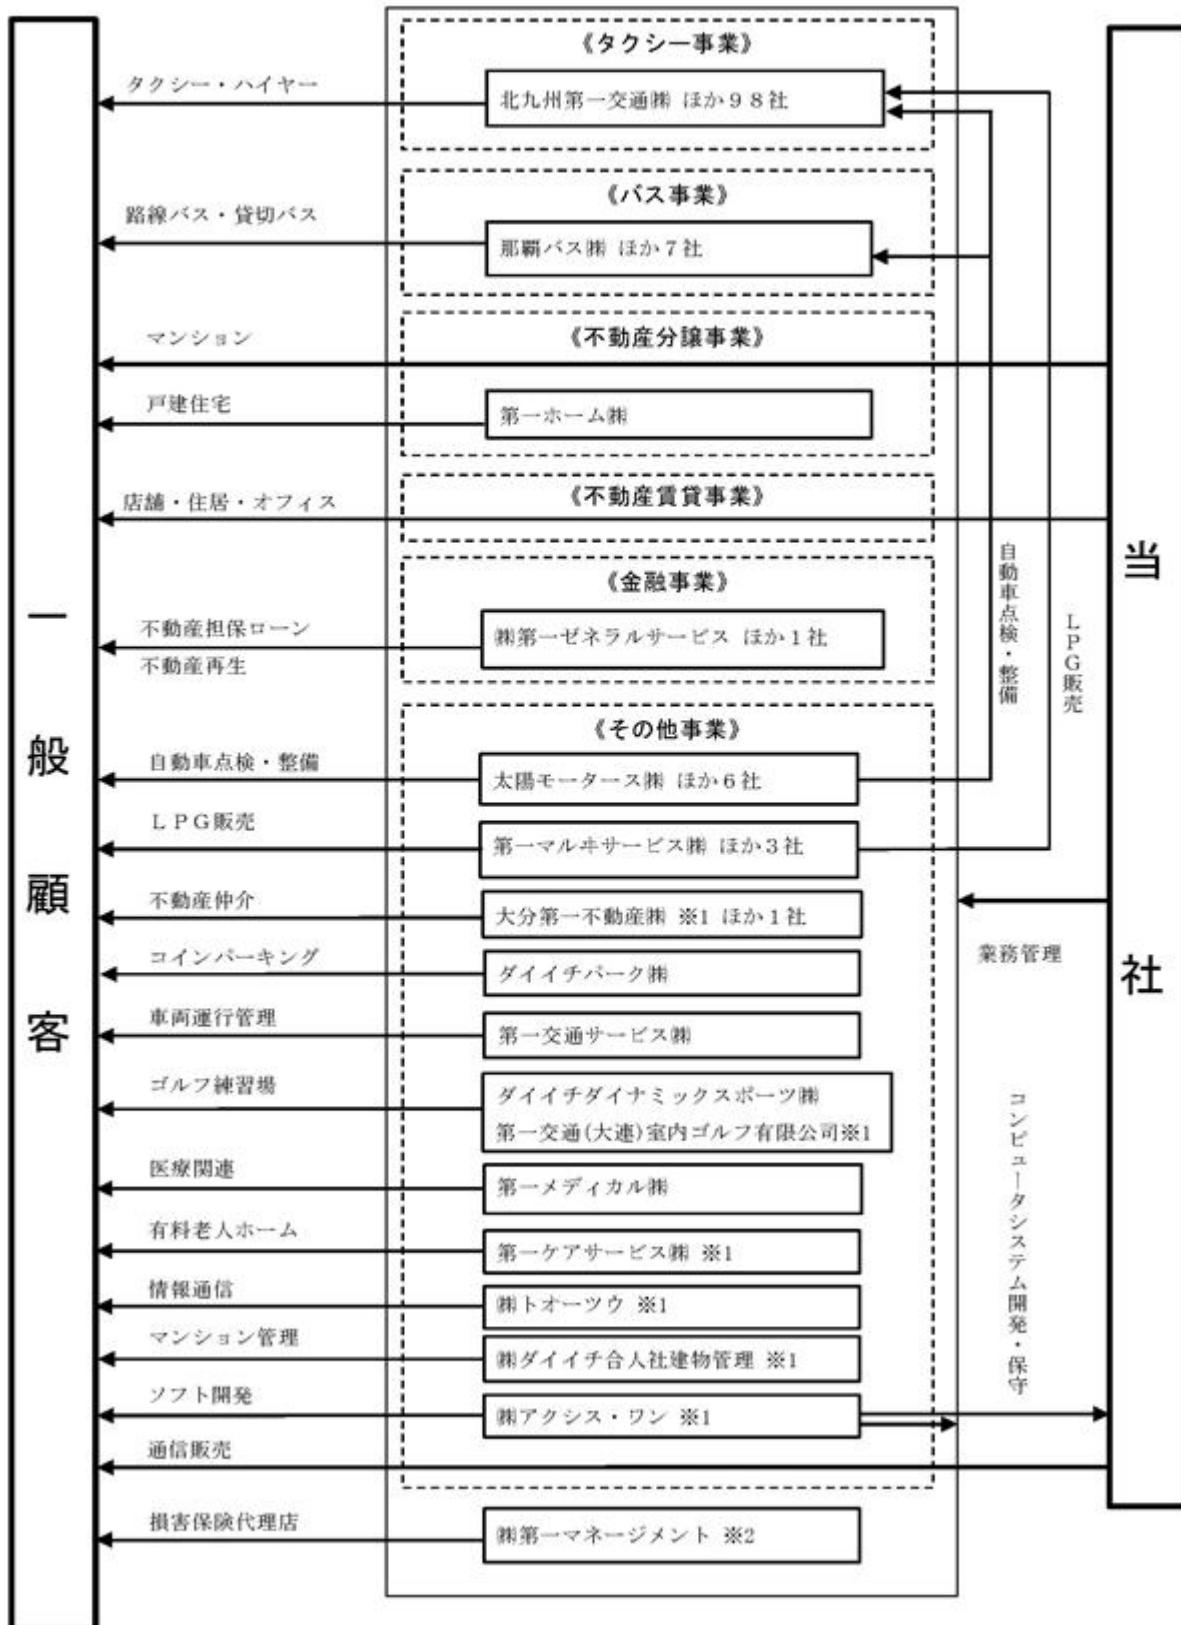 《タクシー事業》
タクシー・ハイヤー
北九州第一交通㈱ ほか９８社
《バス事業》
路線バス・貸切バス
那覇バス㈱ ほか７社
《不動産分譲事業》
マンション
戸建住宅
第一ホーム㈱
《不動産賃貸事業》
店舗・住居・オフィス
《金融事業》
不動産担保ローン
不動産再生
㈱第一ゼネラルサービス ほか１社
《その他事業》
自動車点検・整備
太陽モータース㈱ ほか６社
ＬＰＧ販売
第一マルヰサービス㈱ ほか３社
不動産仲介
大分第一不動産㈱ ※1 ほか１社
コインパーキング
ダイイチパーク㈱
車両運行管理
第一交通サービス㈱
ゴルフ練習場
ダイイチダイナミックスポーツ㈱
第一交通(大連)室内ゴルフ有限公司※1
医療関連
第一メディカル㈱
有料老人ホーム
第一ケアサービス㈱ ※1
情報通信
㈱トオーツウ ※1
マンション管理
㈱ダイイチ合人社建物管理 ※1
ソフト開発
㈱アクシス・ワン ※1
通信販売
損害保険代理店
㈱第一マネージメント ※2
一般顧客
自動車点検・整備
ＬＰＧ販売
業務管理
コンピュータシステム開発・保守
当社